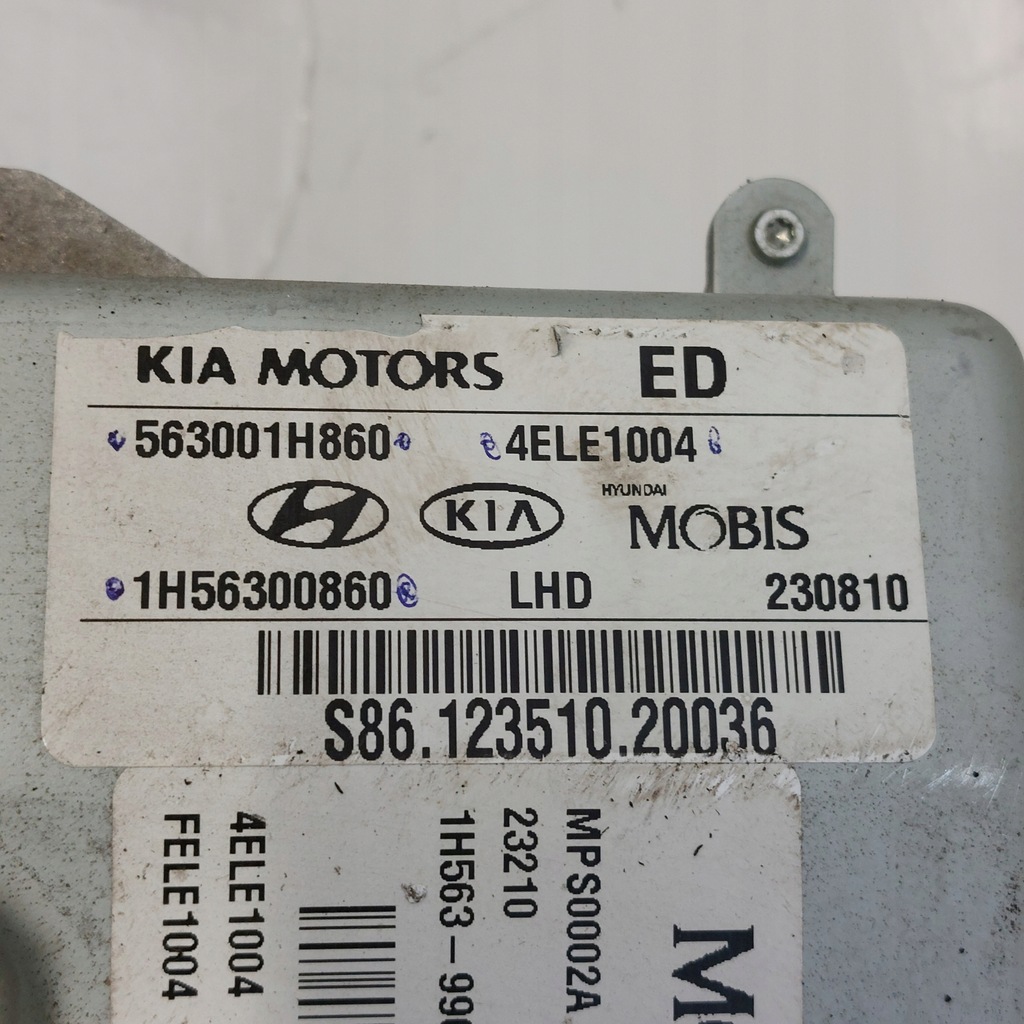 KIA MOTORS ED
563001H860 4ELE1004
KIA HYUNDAI MOBIS
1H56300860 LHD 230810
S86.123510.20036
MPS0002A
23210
1H563-99
4ELE1004
FELE1004